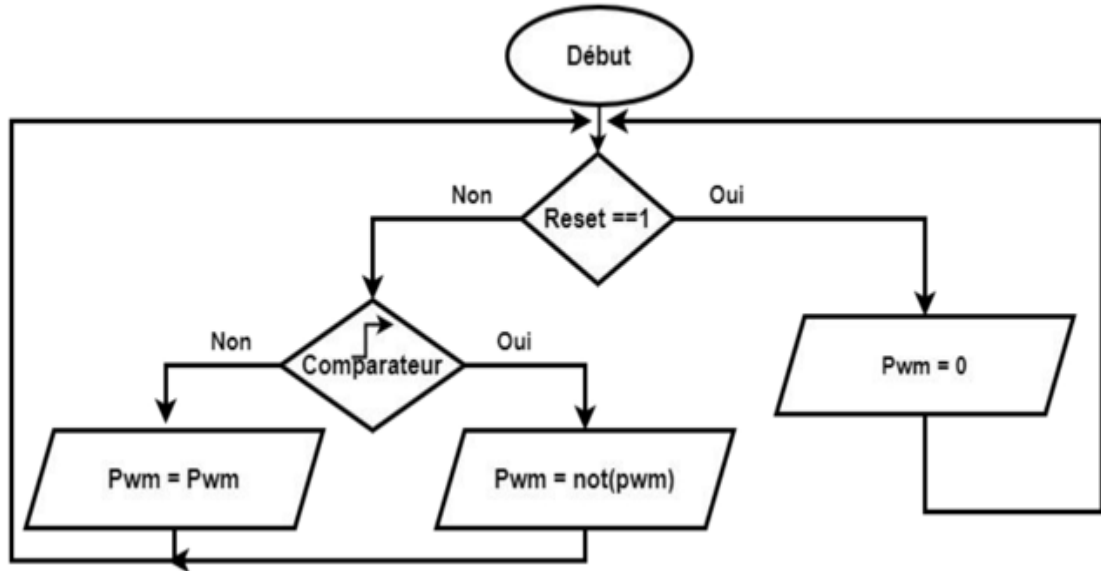 Début
Non
Oui
Reset ==1
Non
Oui
Comparateur
Pwm = 0
Pwm = Pwm
Pwm = not(pwm)